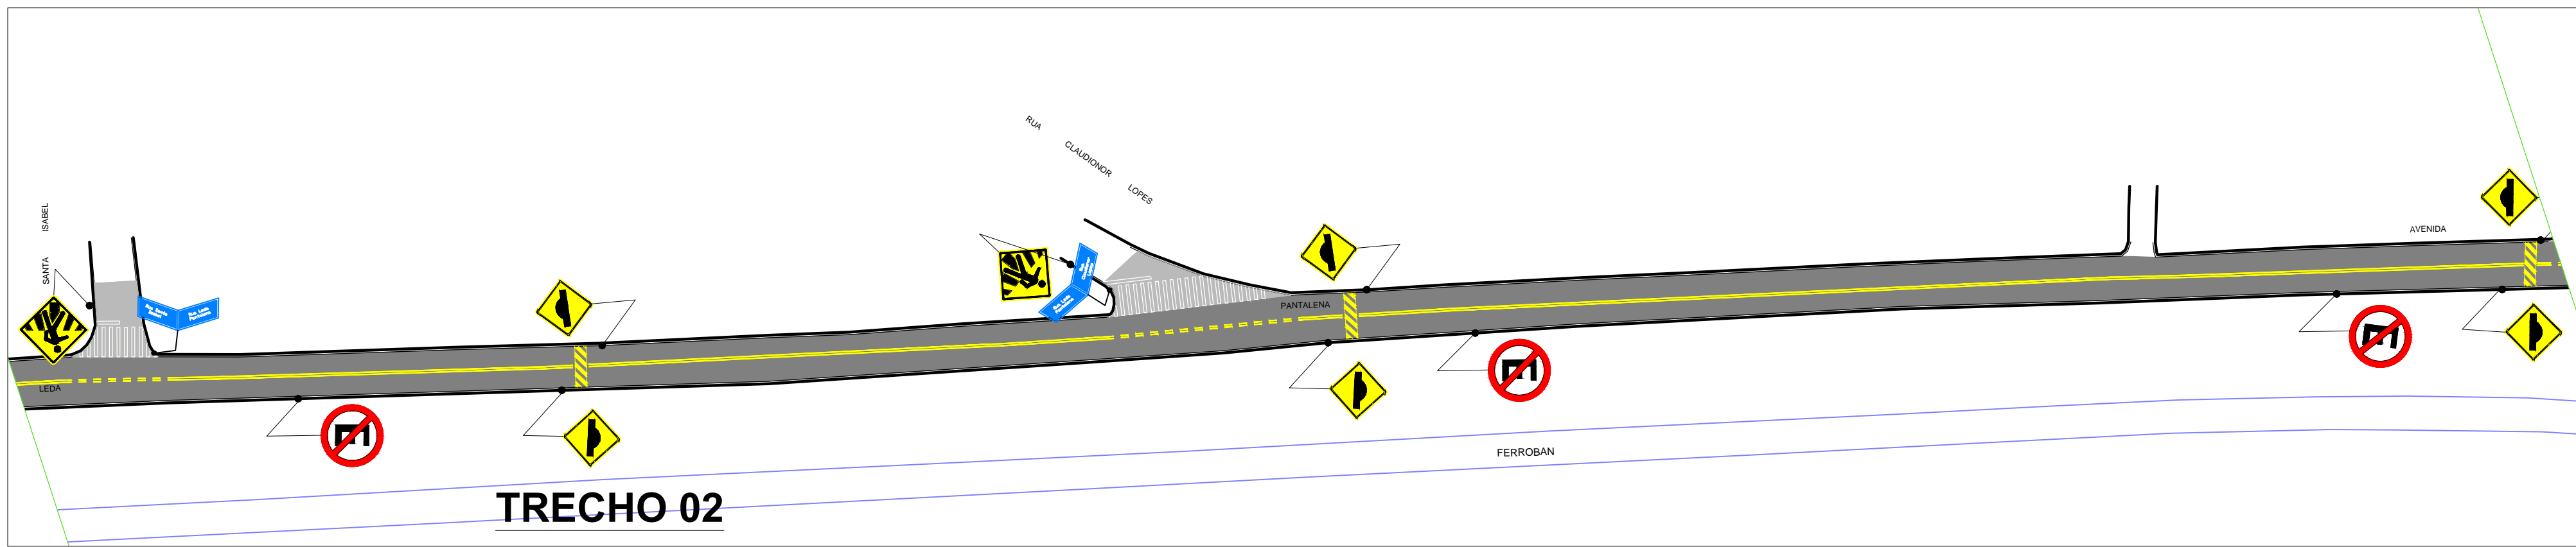 RUA
CLAUDIONOR
LOPES
SANTA ISABEL
AVENIDA
PANTALENA
LEDA
FERROBAN
TRECHO 02
E
E
E